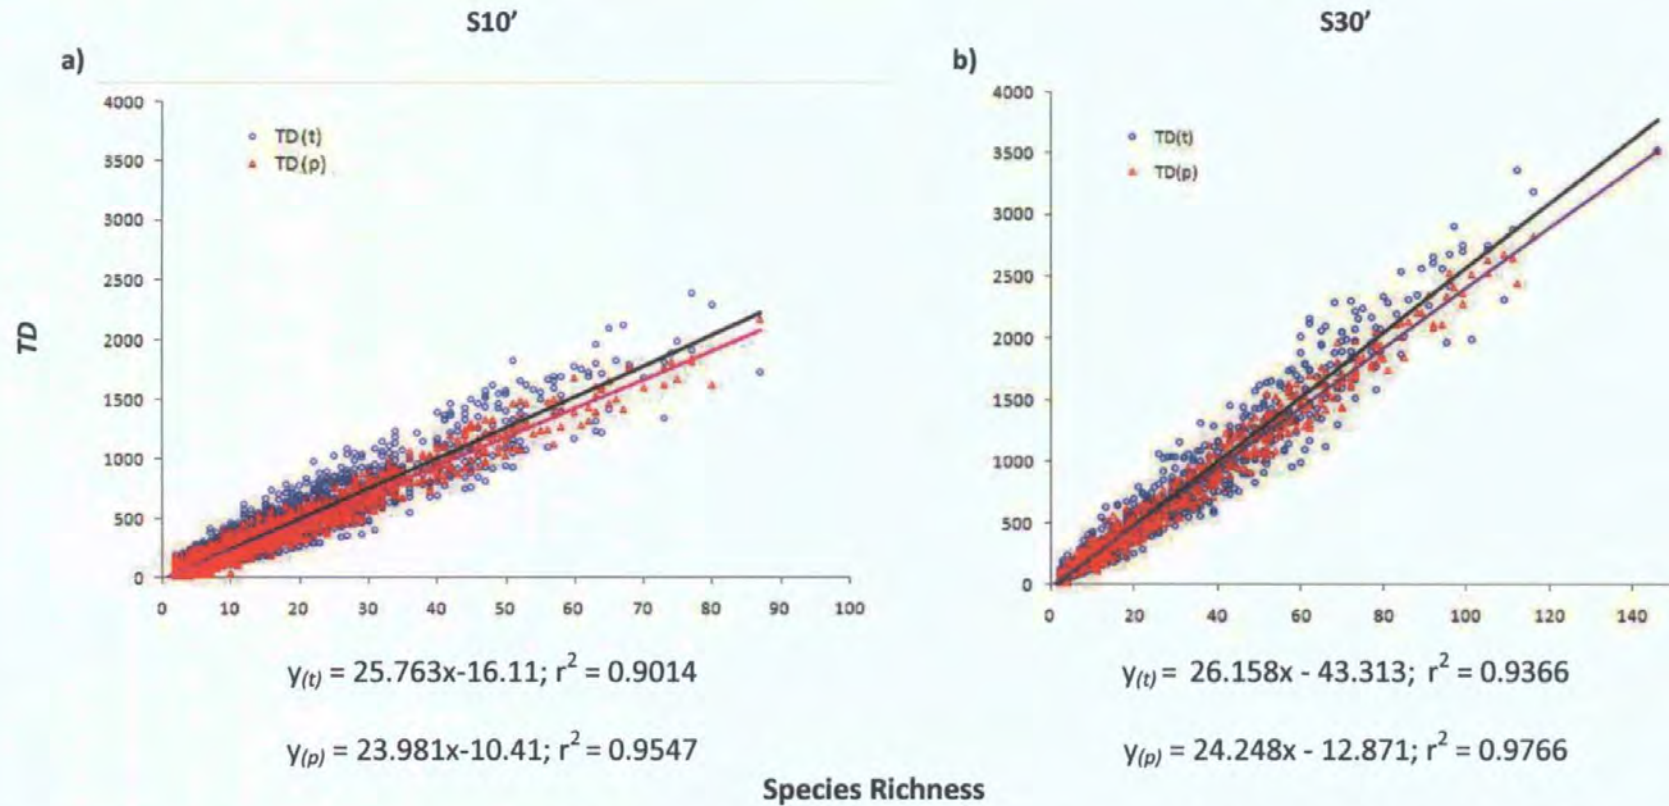 S10’
S30’
a)
b)
TD
4000
3500
3000
2500
2000
1500
1000
500
0
0 10 20 30 40 50 60 70 80 90 100
TD(t)
TD(p)
4000
3500
3000
2500
2000
1500
1000
500
0
0 20 40 60 80 100 120 140
TD(t)
TD(p)
y(t) = 25.763x-16.11; r² = 0.9014
y(p) = 23.981x-10.41; r² = 0.9547
y(t) = 26.158x - 43.313; r² = 0.9366
y(p) = 24.248x - 12.871; r² = 0.9766
Species Richness